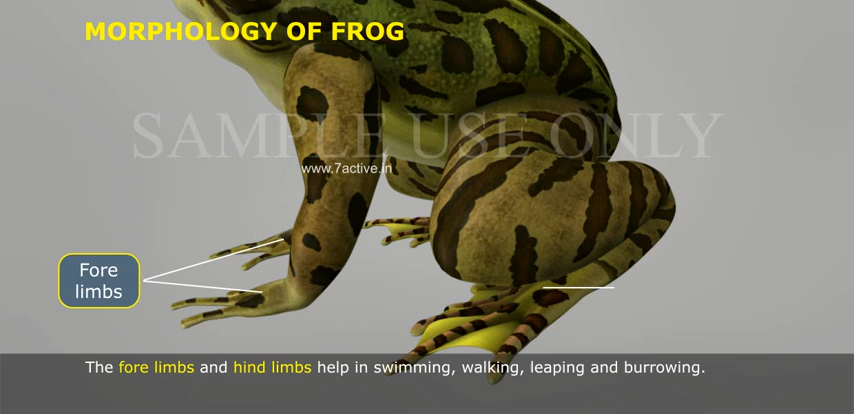 MORPHOLOGY OF FROG
SAMPLE USE ONLY
www.7active.in
Fore
limbs
The fore limbs and hind limbs help in swimming, walking, leaping and burrowing.